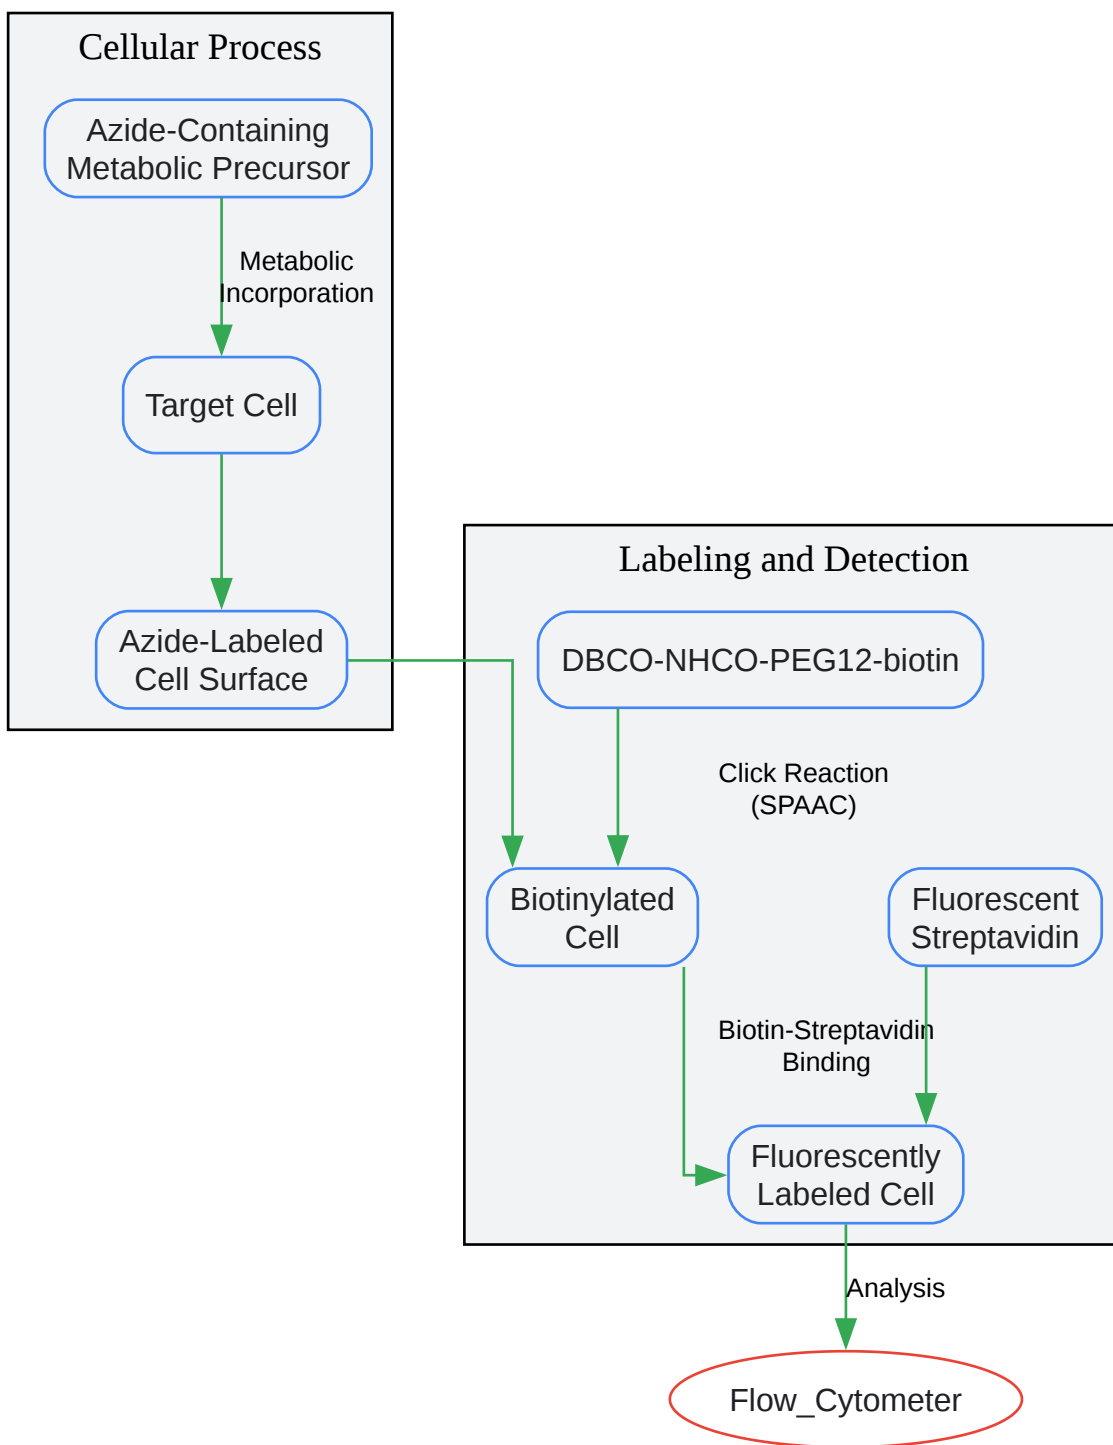 Cellular Process
Azide-Containing
Metabolic Precursor
Metabolic
Incorporation
Target Cell
Azide-Labeled
Cell Surface
Labeling and Detection
DBCO-NHCO-PEG12-biotin
Click Reaction
(SPAAC)
Biotinylated
Cell
Fluorescent
Streptavidin
Biotin-Streptavidin
Binding
Fluorescently
Labeled Cell
Analysis
Flow_Cytometer